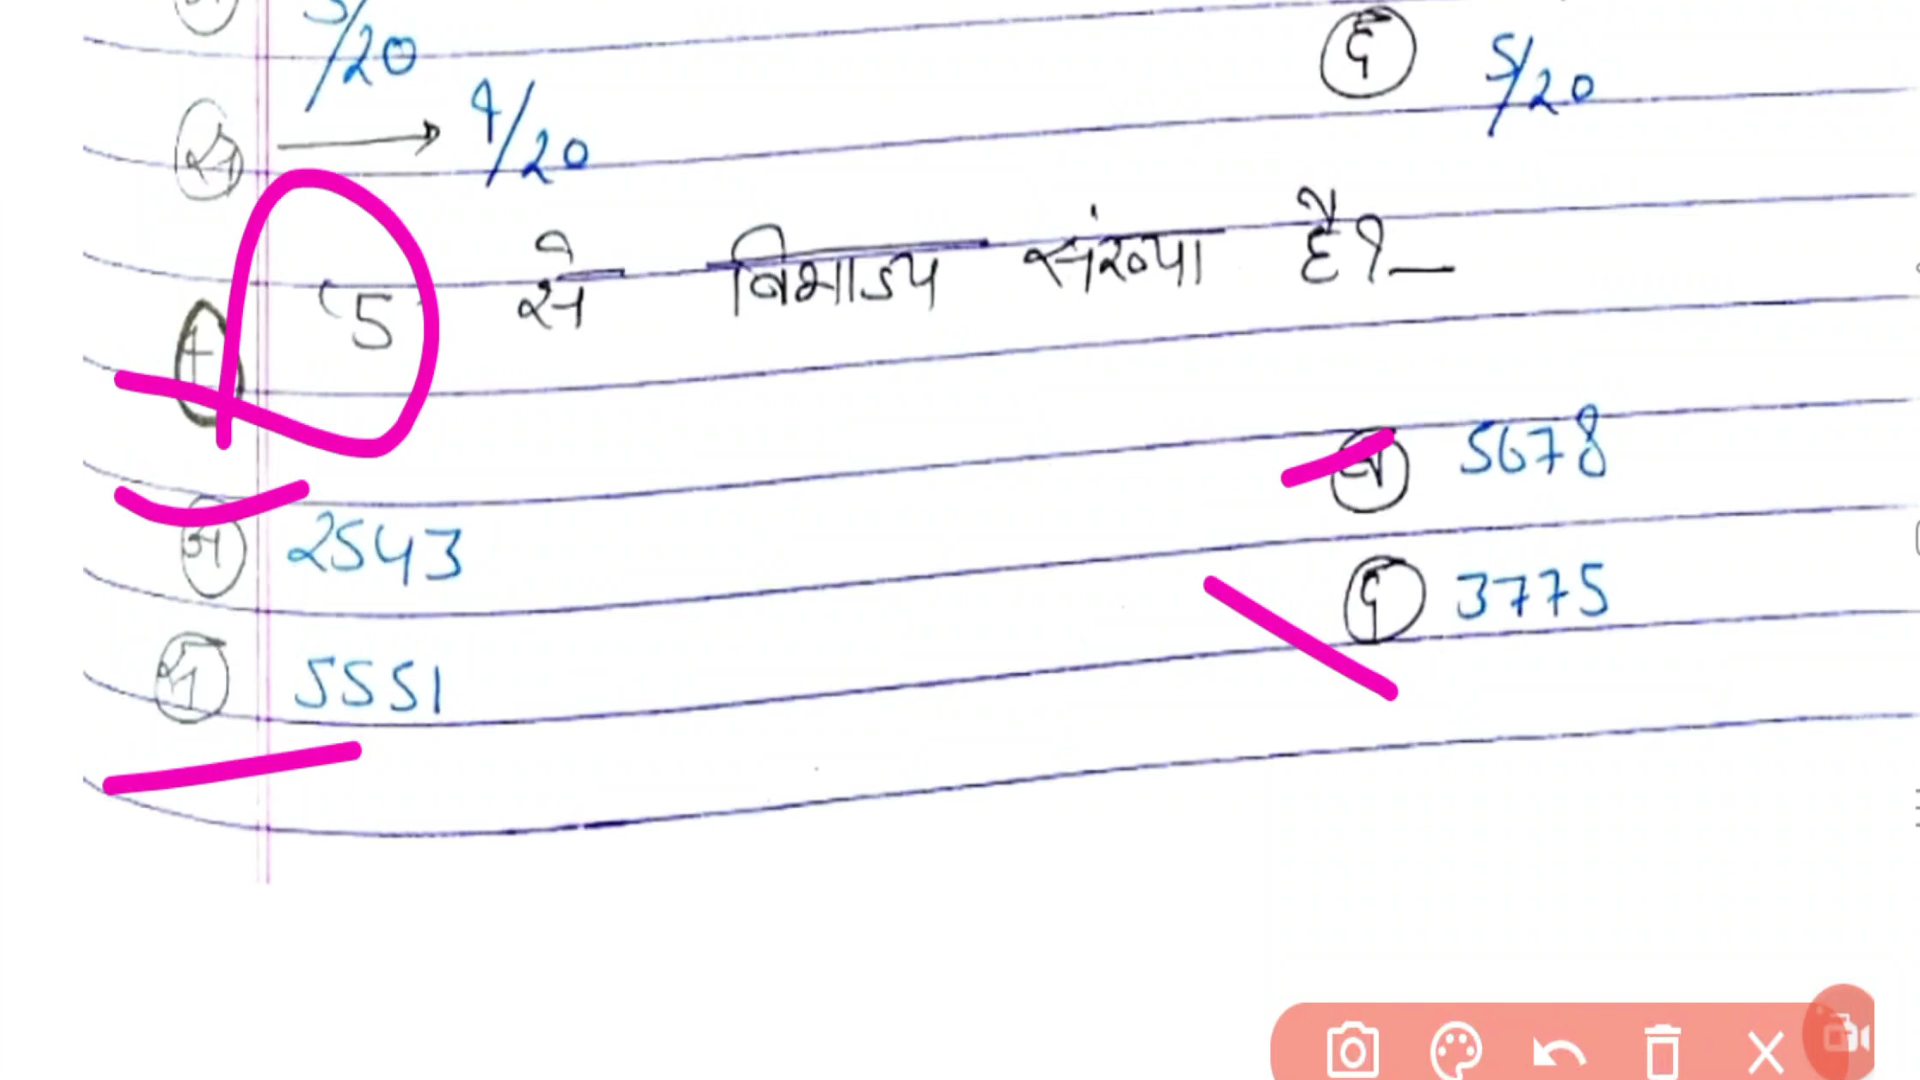 5/20
द 5/20
स → 4/20
5 से विभाज्य संख्या है?—
ब 5678
अ 2543
द 3775
स 5551